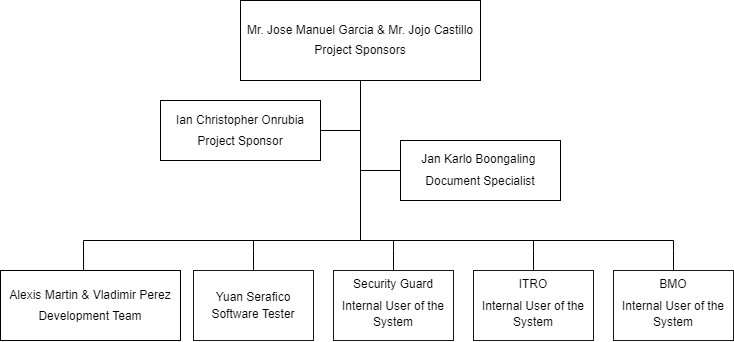 Mr. Jose Manuel Garcia & Mr. Jojo Castillo
Project Sponsors
Ian Christopher Onrubia
Project Sponsor
Jan Karlo Boongaling
Document Specialist
Alexis Martin & Vladimir Perez
Development Team
Yuan Serafico
Software Tester
Security Guard
Internal User of the
System
ITRO
Internal User of the
System
BMO
Internal User of the
System